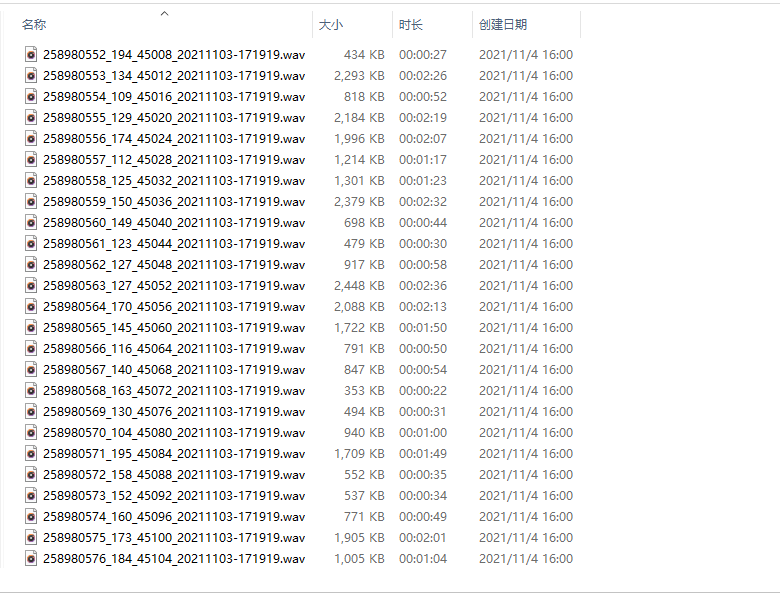 名称 大小 时长 创建日期
258980552_194_45008_20211103-171919.wav 434 KB 00:00:27 2021/11/4 16:00
258980553_134_45012_20211103-171919.wav 2,293 KB 00:02:26 2021/11/4 16:00
258980554_109_45016_20211103-171919.wav 818 KB 00:00:52 2021/11/4 16:00
258980555_129_45020_20211103-171919.wav 2,184 KB 00:02:19 2021/11/4 16:00
258980556_174_45024_20211103-171919.wav 1,996 KB 00:02:07 2021/11/4 16:00
258980557_112_45028_20211103-171919.wav 1,214 KB 00:01:17 2021/11/4 16:00
258980558_125_45032_20211103-171919.wav 1,301 KB 00:01:23 2021/11/4 16:00
258980559_150_45036_20211103-171919.wav 2,379 KB 00:02:32 2021/11/4 16:00
258980560_149_45040_20211103-171919.wav 698 KB 00:00:44 2021/11/4 16:00
258980561_123_45044_20211103-171919.wav 479 KB 00:00:30 2021/11/4 16:00
258980562_127_45048_20211103-171919.wav 917 KB 00:00:58 2021/11/4 16:00
258980563_127_45052_20211103-171919.wav 2,448 KB 00:02:36 2021/11/4 16:00
258980564_170_45056_20211103-171919.wav 2,088 KB 00:02:13 2021/11/4 16:00
258980565_145_45060_20211103-171919.wav 1,722 KB 00:01:50 2021/11/4 16:00
258980566_116_45064_20211103-171919.wav 791 KB 00:00:50 2021/11/4 16:00
258980567_140_45068_20211103-171919.wav 847 KB 00:00:54 2021/11/4 16:00
258980568_163_45072_20211103-171919.wav 353 KB 00:00:22 2021/11/4 16:00
258980569_130_45076_20211103-171919.wav 494 KB 00:00:31 2021/11/4 16:00
258980570_104_45080_20211103-171919.wav 940 KB 00:01:00 2021/11/4 16:00
258980571_195_45084_20211103-171919.wav 1,709 KB 00:01:49 2021/11/4 16:00
258980572_158_45088_20211103-171919.wav 552 KB 00:00:35 2021/11/4 16:00
258980573_152_45092_20211103-171919.wav 537 KB 00:00:34 2021/11/4 16:00
258980574_160_45096_20211103-171919.wav 771 KB 00:00:49 2021/11/4 16:00
258980575_173_45100_20211103-171919.wav 1,905 KB 00:02:01 2021/11/4 16:00
258980576_184_45104_20211103-171919.wav 1,005 KB 00:01:04 2021/11/4 16:00